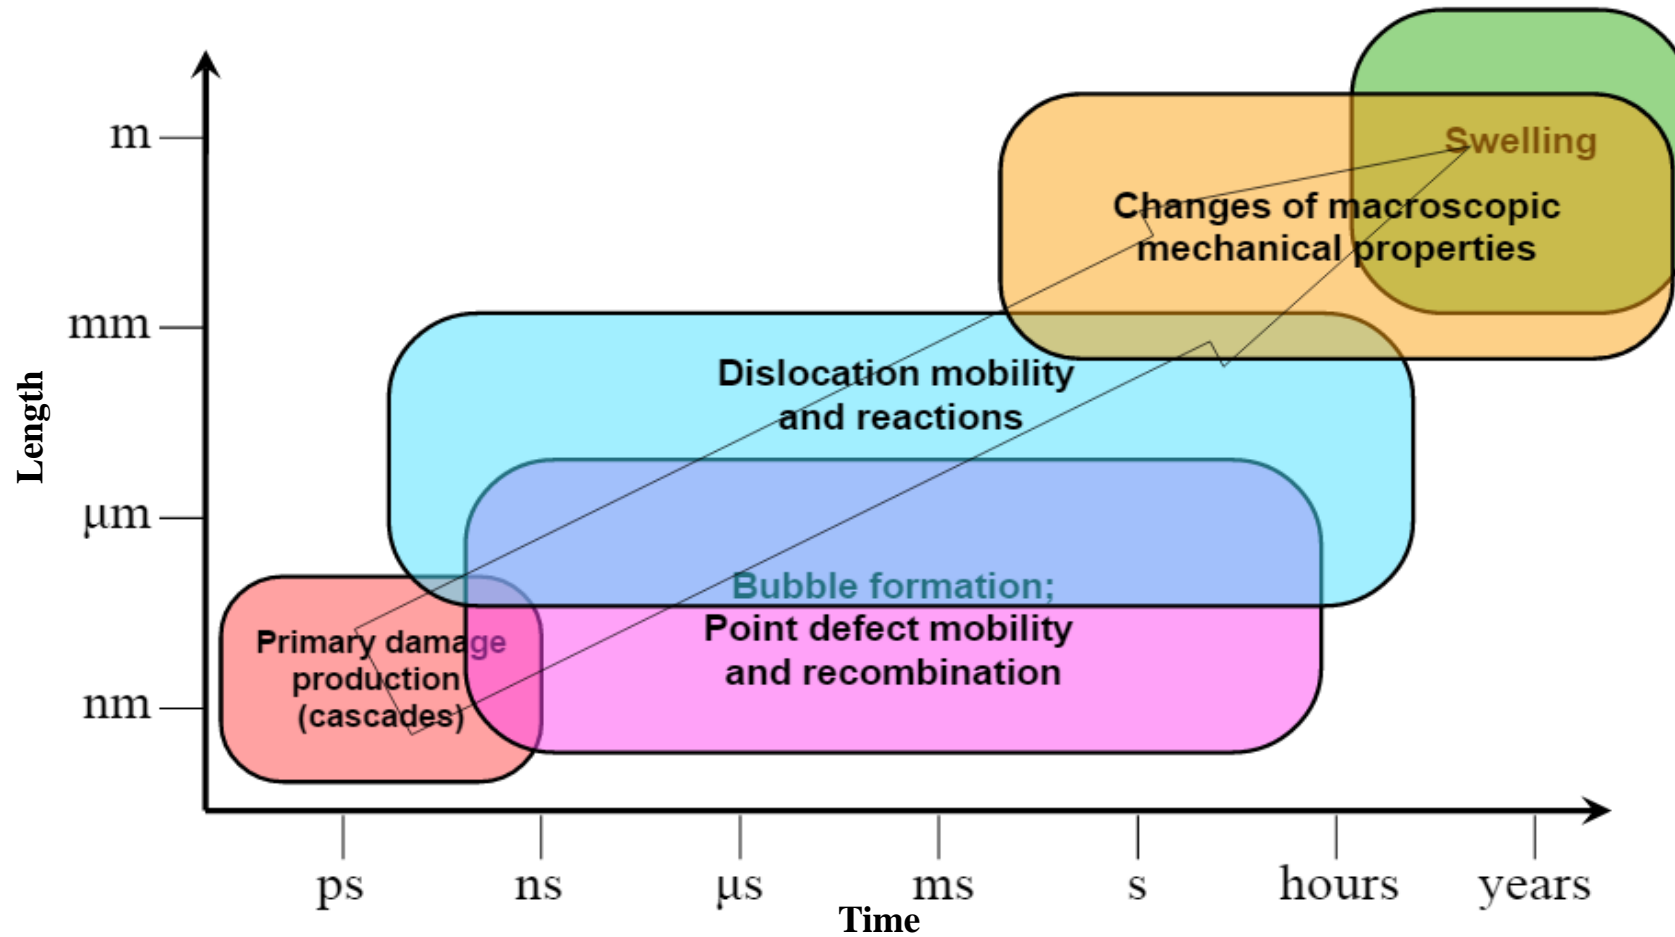 m
mm
μm
nm
Length
Swelling
Changes of macroscopic
mechanical properties
Dislocation mobility
and reactions
Bubble formation;
Point defect mobility
and recombination
Primary damage
production
(cascades)
ps
ns
μs
ms
s
hours
years
Time